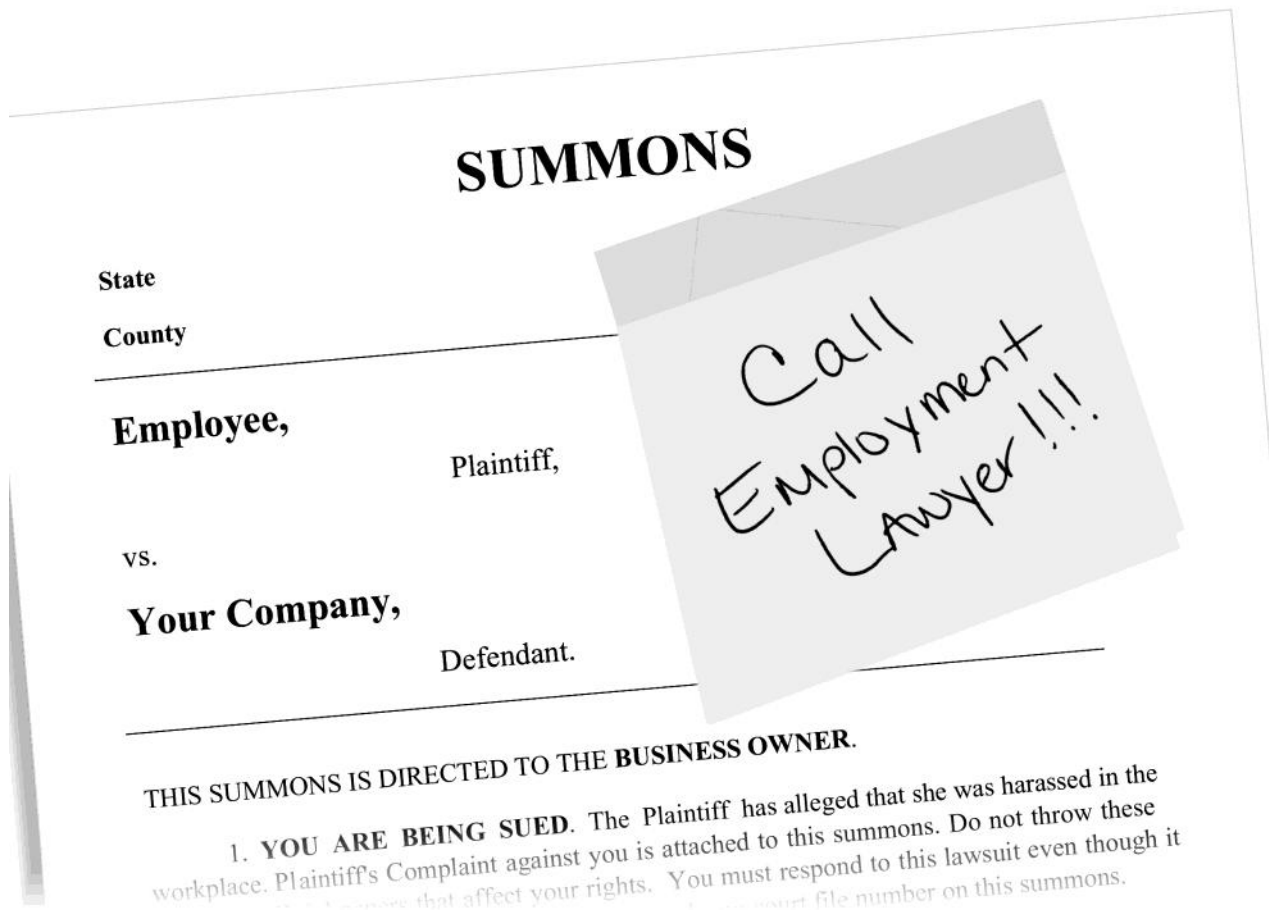 SUMMONS
State
County
Employee,
Plaintiff,
vs.
Your Company,
Defendant.
Call
Employment
Lawyer!!!
THIS SUMMONS IS DIRECTED TO THE BUSINESS OWNER.
1. YOU ARE BEING SUED. The Plaintiff has alleged that she was harassed in the
workplace. Plaintiff's Complaint against you is attached to this summons. Do not throw these
that affect your rights. You must respond to this lawsuit even though it
court file number on this summons.